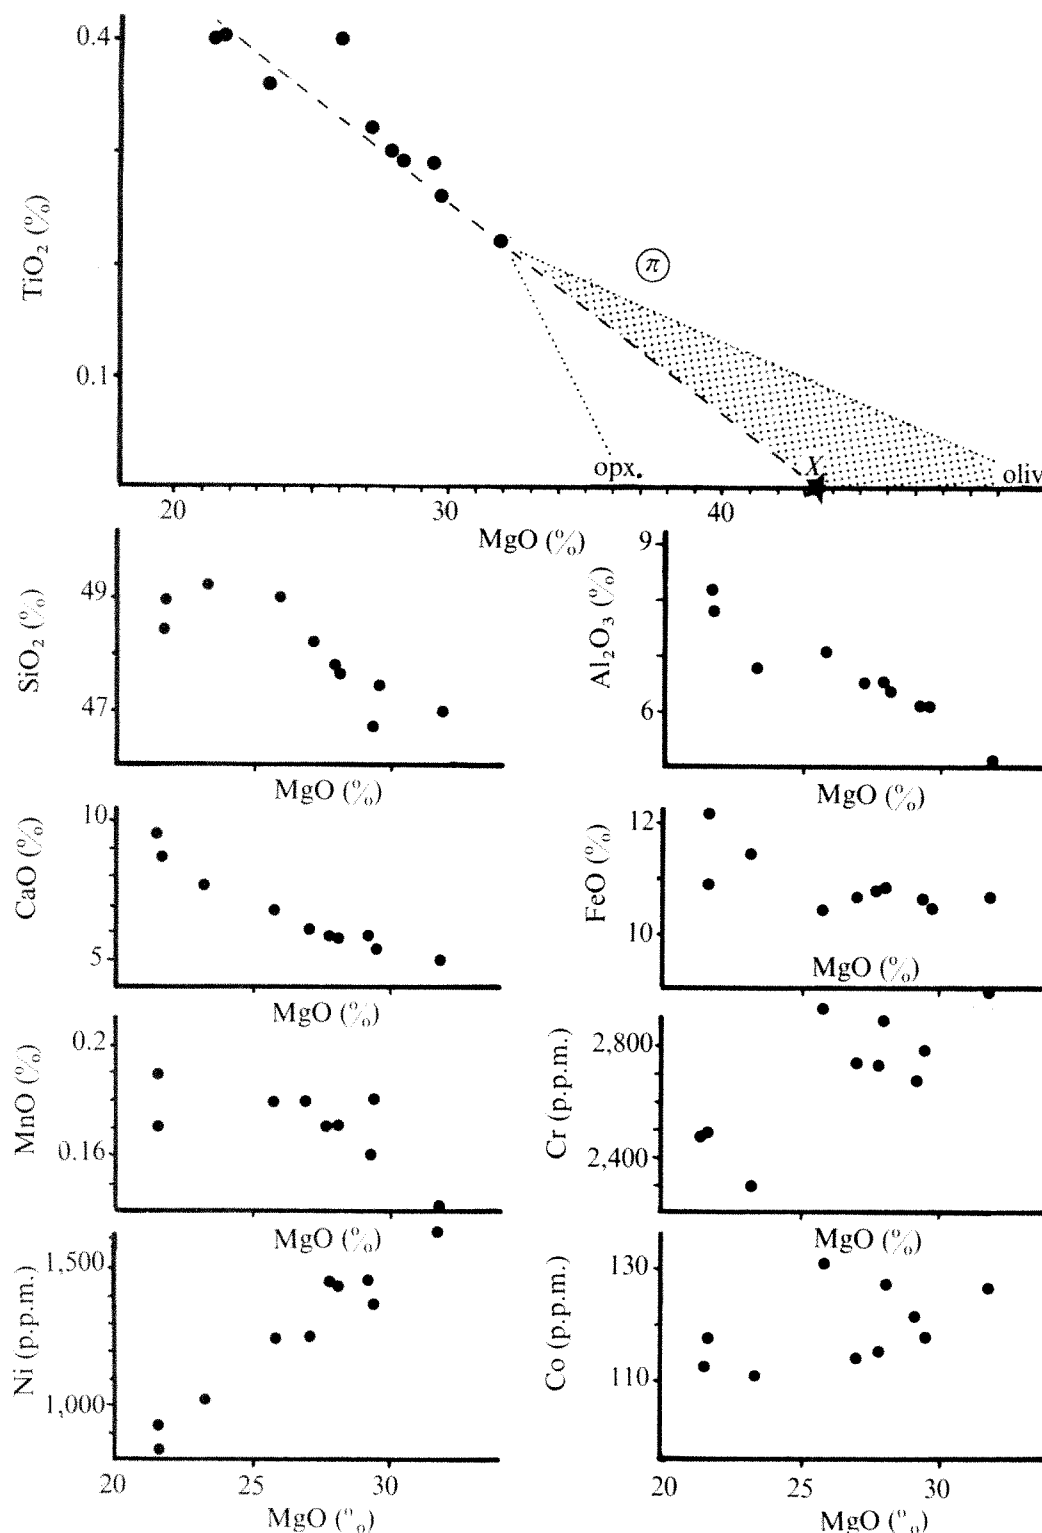 0.4
TiO2 (%)
π
0.1
opx.
X
oliv
20
30
40
MgO (%)
49
SiO2 (%)
47
MgO (%)
9
Al2O3 (%)
6
MgO (%)
10
CaO (%)
5
MgO (%)
12
FeO (%)
10
MgO (%)
0.2
MnO (%)
0.16
MgO (%)
2,800
Cr (p.p.m.)
2,400
MgO (%)
1,500
Ni (p.p.m.)
1,000
20
25
30
MgO (%)
130
Co (p.p.m.)
110
20
25
30
MgO (%)